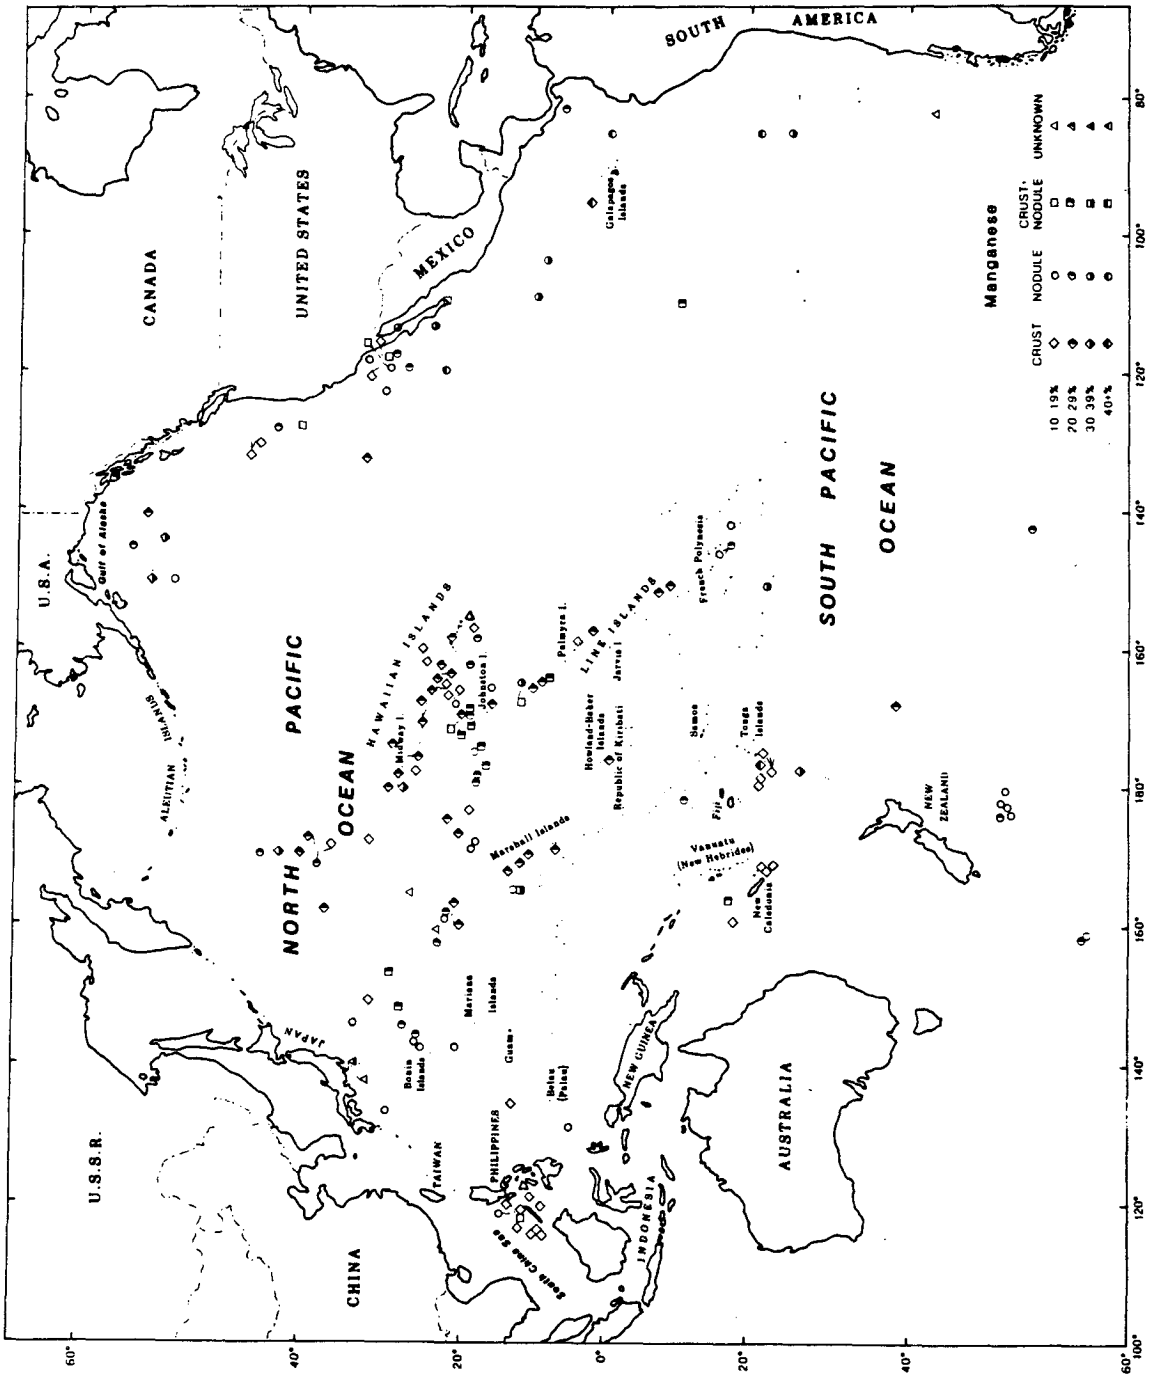 U.S.S.R.
CHINA
TAIWAN
PHILIPPINES
South China Sea
INDONESIA
AUSTRALIA
NEW GUINEA
Belau
(Palau)
Guam
Bonin
Islands
JAPAN
Mariana
Islands
NORTH PACIFIC
OCEAN
ALEUTIAN ISLANDS
U.S.A.
Gulf of Alaska
CANADA
UNITED STATES
MEXICO
SOUTH AMERICA
Galapagos
Islands
HAWAIIAN ISLANDS
Midway I.
Johnston I.
Palmyra I.
LINE ISLANDS
Jarvis I
Howland-Baker
Islands
Republic of Kiribati
Marshall Islands
Samoa
Tonga
Islands
Fiji
Vanuatu
(New Hebrides)
New
Caledonia
NEW
ZEALAND
French Polynesia
SOUTH PACIFIC
OCEAN
Manganese
CRUST NODULE CRUST+
NODULE UNKNOWN
10 19%
20 29%
30 39%
40+%
60°
40°
20°
0°
20°
40°
60°
100°
120°
140°
160°
180°
160°
140°
120°
100°
80°